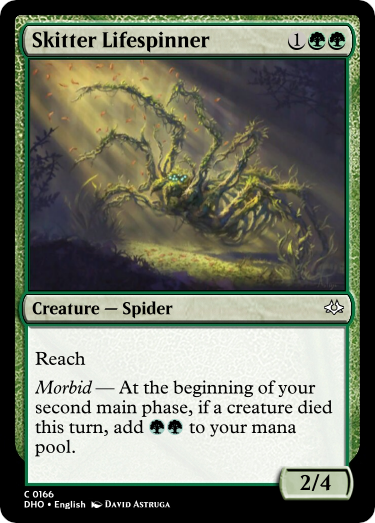 Skitter Lifespinner 1
Creature — Spider
Reach
Morbid — At the beginning of your
second main phase, if a creature died
this turn, add to your mana
pool.
2/4
C 0166
DHO • English David Astruga